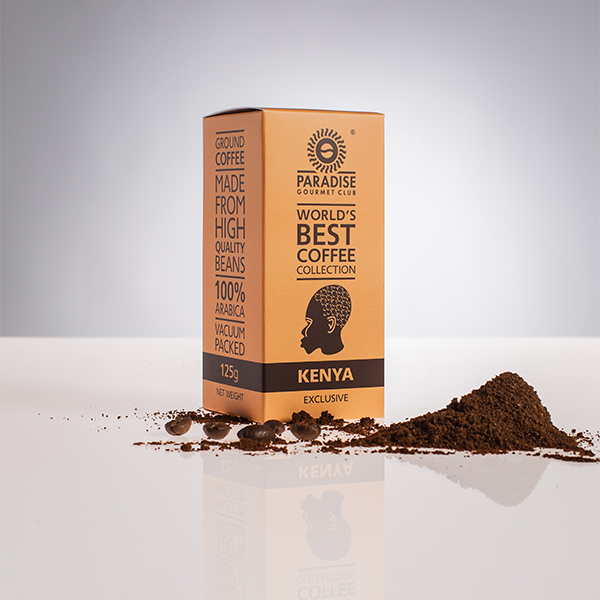 GROUND
COFFEE
MADE
FROM
HIGH
QUALITY
BEANS
100%
ARABICA
VACUUM
PACKED
125g
NET WEIGHT
®
PARADISE
GOURMET CLUB
WORLD'S
BEST
COFFEE
COLLECTION
KENYA
EXCLUSIVE